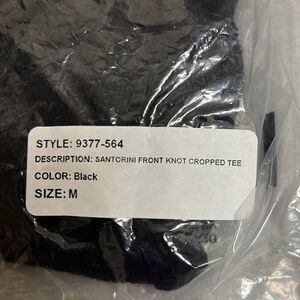 STYLE: 9377-564
DESCRIPTION: SANTORINI FRONT KNOT CROPPED TEE
COLOR: Black
SIZE: M